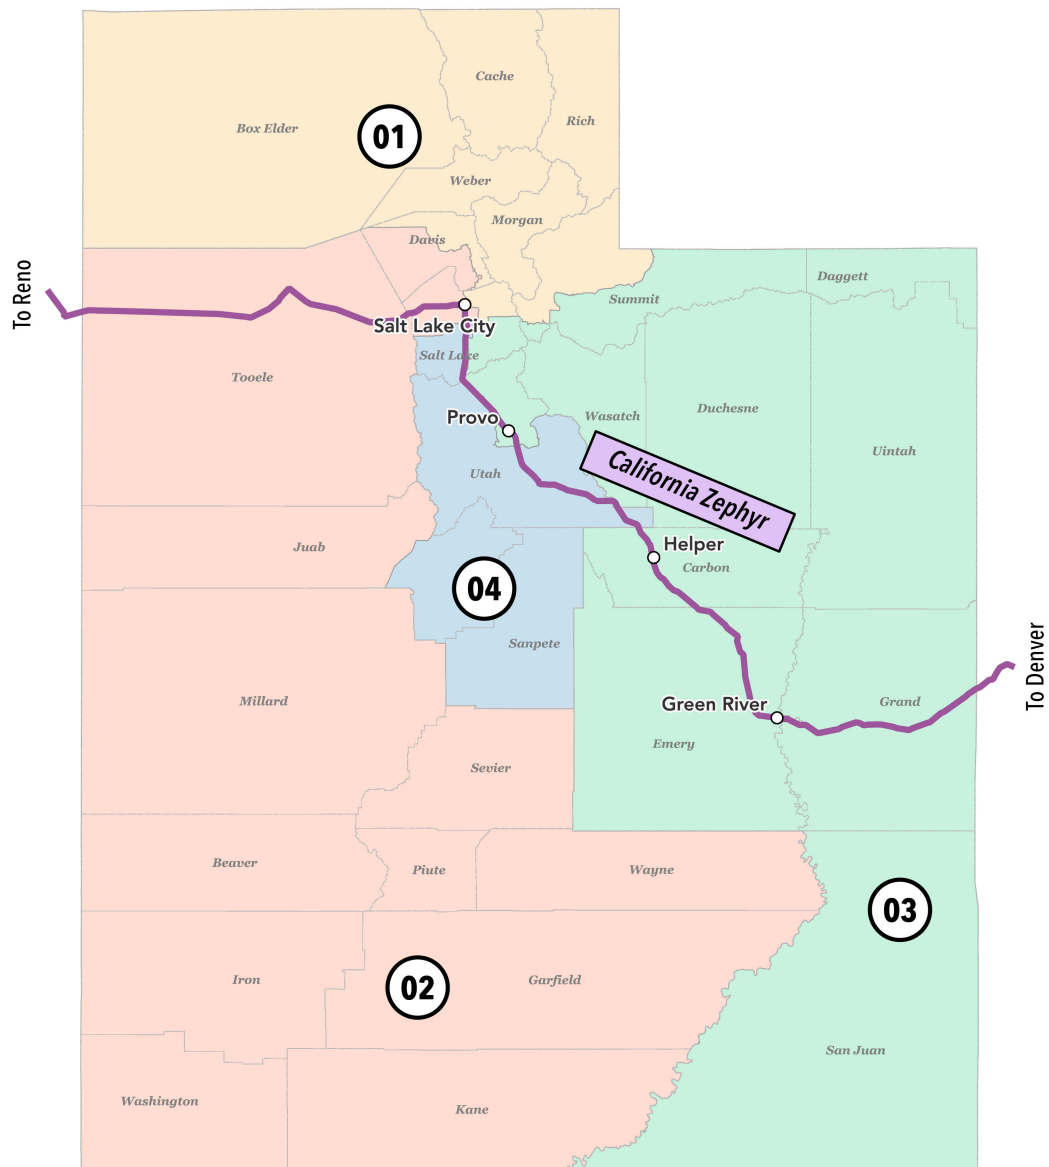 Cache
Rich
Box Elder
01
Weber
Morgan
Davis
To Reno
Daggett
Summit
Salt Lake City
Salt Lake
Tooele
Provo
Wasatch
Duchesne
Uintah
Utah
California Zephyr
Juab
Helper
Carbon
04
Sanpete
To Denver
Millard
Green River
Grand
Emery
Sevier
Beaver
Piute
Wayne
03
Iron
02
Garfield
San Juan
Washington
Kane